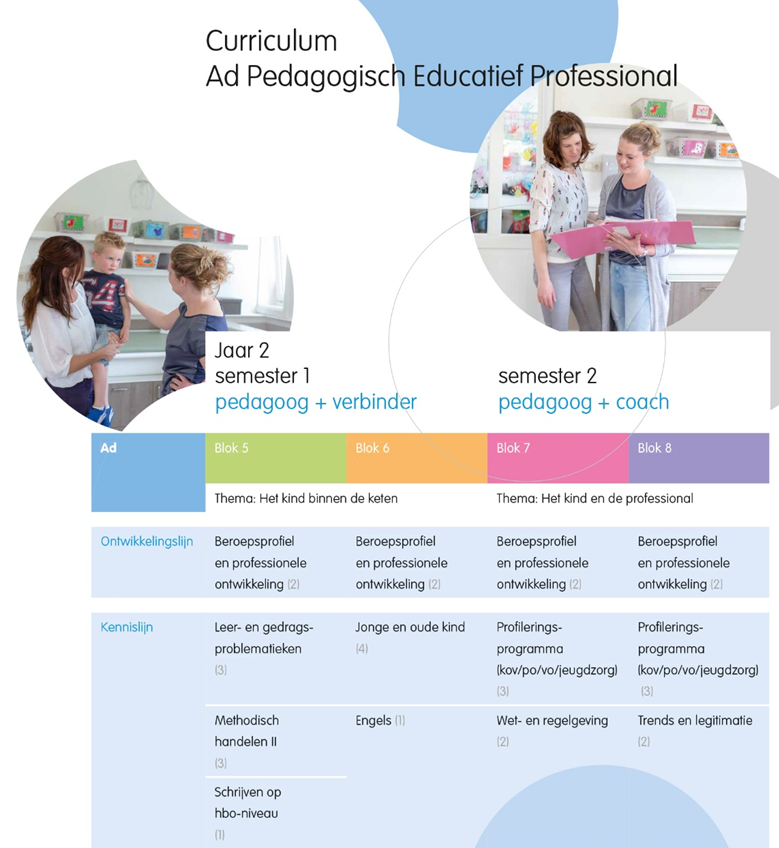 Curriculum
Ad Pedagogisch Educatief Professional
Jaar 2
semester 1
pedagoog + verbinder
semester 2
pedagoog + coach
Ad
Blok 5
Blok 6
Blok 7
Blok 8
Thema: Het kind binnen de keten
Thema: Het kind en de professional
Ontwikkelingslijn
Beroepsprofiel
en professionele
ontwikkeling (2)
Beroepsprofiel
en professionele
ontwikkeling (2)
Beroepsprofiel
en professionele
ontwikkeling (2)
Beroepsprofiel
en professionele
ontwikkeling (2)
Kennislijn
Leer- en gedrags-
problematieken
(3)
Jonge en oude kind
(4)
Profilerings-
programma
(kov/po/vo/jeugdzorg)
(3)
Profilerings-
programma
(kov/po/vo/jeugdzorg)
(3)
Methodisch
handelen II
(3)
Engels (1)
Wet- en regelgeving
(2)
Trends en legitimatie
(2)
Schrijven op
hbo-niveau
(1)